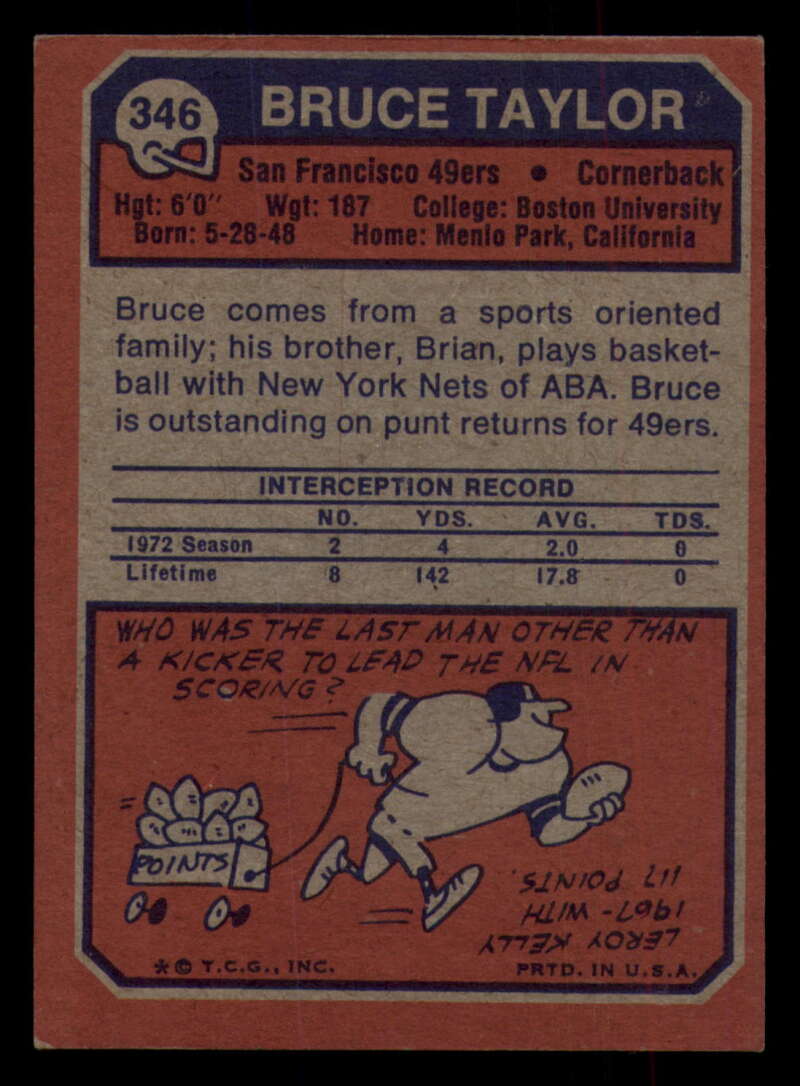 346
BRUCE TAYLOR
San Francisco 49ers • Cornerback
Hgt: 6'0" Wgt: 187 College: Boston University
Born: 5-28-48 Home: Menlo Park, California
Bruce comes from a sports oriented
family; his brother, Brian, plays basket-
ball with New York Nets of ABA. Bruce
is outstanding on punt returns for 49ers.
INTERCEPTION RECORD
NO. YDS. AVG. TDS.
1972 Season 2 4 2.0 0
Lifetime 8 142 17.8 0
WHO WAS THE LAST MAN OTHER THAN
A KICKER TO LEAD THE NFL IN
SCORING?
POINTS
LEROY KELLY
1967 - WITH
117 POINTS.
* © T.C.G., INC. PRTD. IN U.S.A.